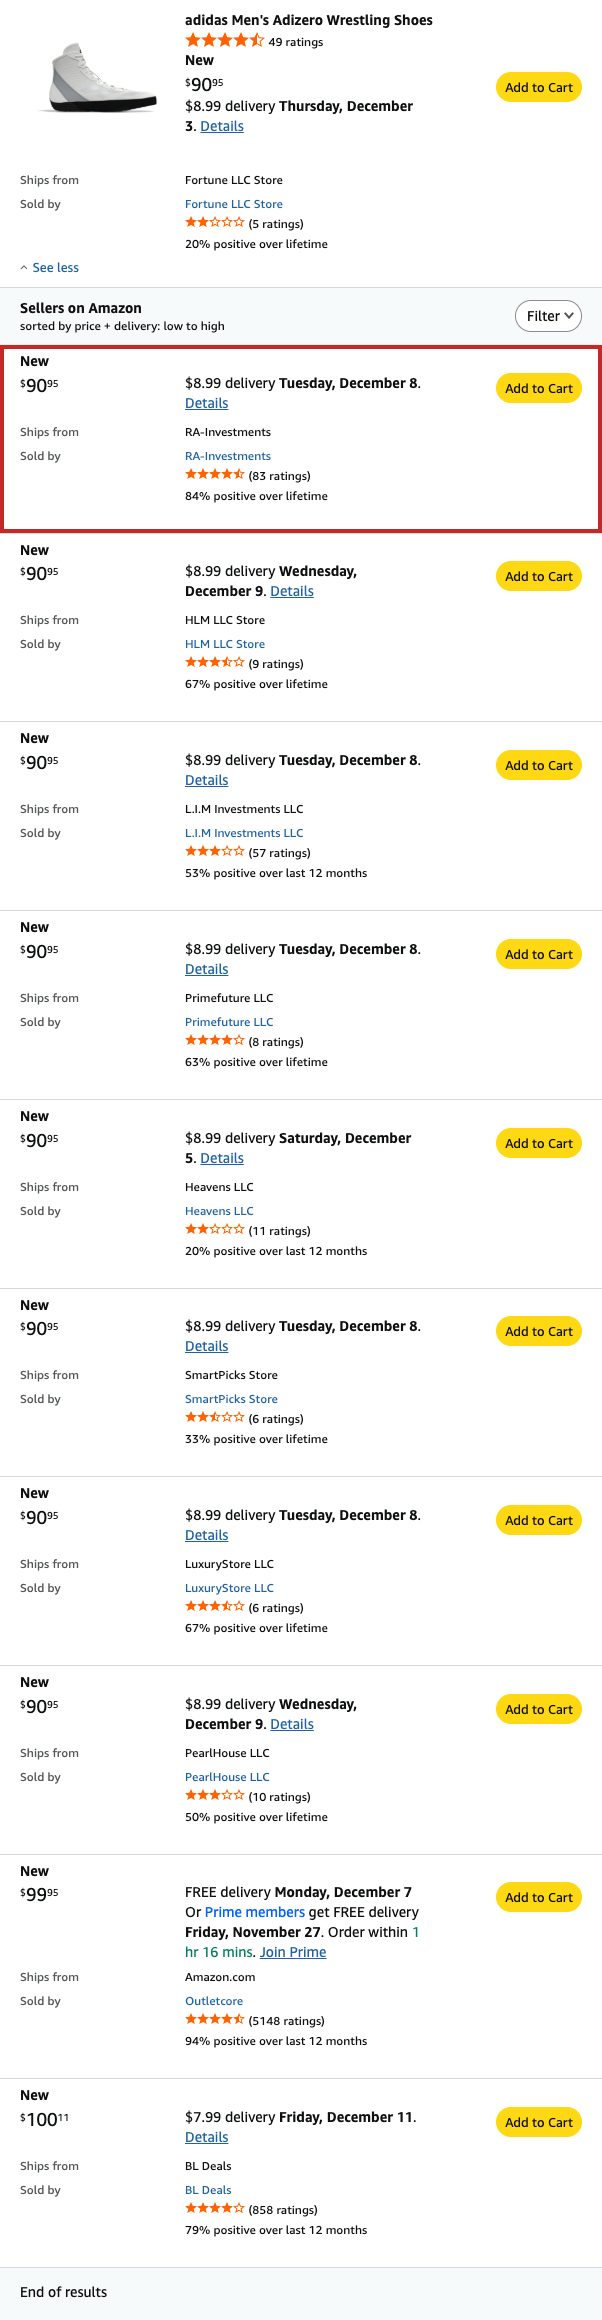 adidas Men's Adizero Wrestling Shoes
49 ratings
New
$90.95
$8.99 delivery Thursday, December
3. Details
Add to Cart
Ships from Fortune LLC Store
Sold by Fortune LLC Store
(5 ratings)
20% positive over lifetime
See less
Sellers on Amazon
sorted by price + delivery: low to high
Filter
New
$90.95 $8.99 delivery Tuesday, December 8.
Details
Add to Cart
Ships from RA-Investments
Sold by RA-Investments
(83 ratings)
84% positive over lifetime
New
$90.95 $8.99 delivery Wednesday,
December 9. Details
Add to Cart
Ships from HLM LLC Store
Sold by HLM LLC Store
(9 ratings)
67% positive over lifetime
New
$90.95 $8.99 delivery Tuesday, December 8.
Details
Add to Cart
Ships from L.I.M Investments LLC
Sold by L.I.M Investments LLC
(57 ratings)
53% positive over last 12 months
New
$90.95 $8.99 delivery Tuesday, December 8.
Details
Add to Cart
Ships from Primefuture LLC
Sold by Primefuture LLC
(8 ratings)
63% positive over lifetime
New
$90.95 $8.99 delivery Saturday, December
5. Details
Add to Cart
Ships from Heavens LLC
Sold by Heavens LLC
(11 ratings)
20% positive over last 12 months
New
$90.95 $8.99 delivery Tuesday, December 8.
Details
Add to Cart
Ships from SmartPicks Store
Sold by SmartPicks Store
(6 ratings)
33% positive over lifetime
New
$90.95 $8.99 delivery Tuesday, December 8.
Details
Add to Cart
Ships from LuxuryStore LLC
Sold by LuxuryStore LLC
(6 ratings)
67% positive over lifetime
New
$90.95 $8.99 delivery Wednesday,
December 9. Details
Add to Cart
Ships from PearlHouse LLC
Sold by PearlHouse LLC
(10 ratings)
50% positive over lifetime
New
$99.95 FREE delivery Monday, December 7
Or Prime members get FREE delivery
Friday, November 27. Order within 1
hr 16 mins. Join Prime
Add to Cart
Ships from Amazon.com
Sold by Outletcore
(5148 ratings)
94% positive over last 12 months
New
$100.11 $7.99 delivery Friday, December 11.
Details
Add to Cart
Ships from BL Deals
Sold by BL Deals
(858 ratings)
79% positive over last 12 months
End of results